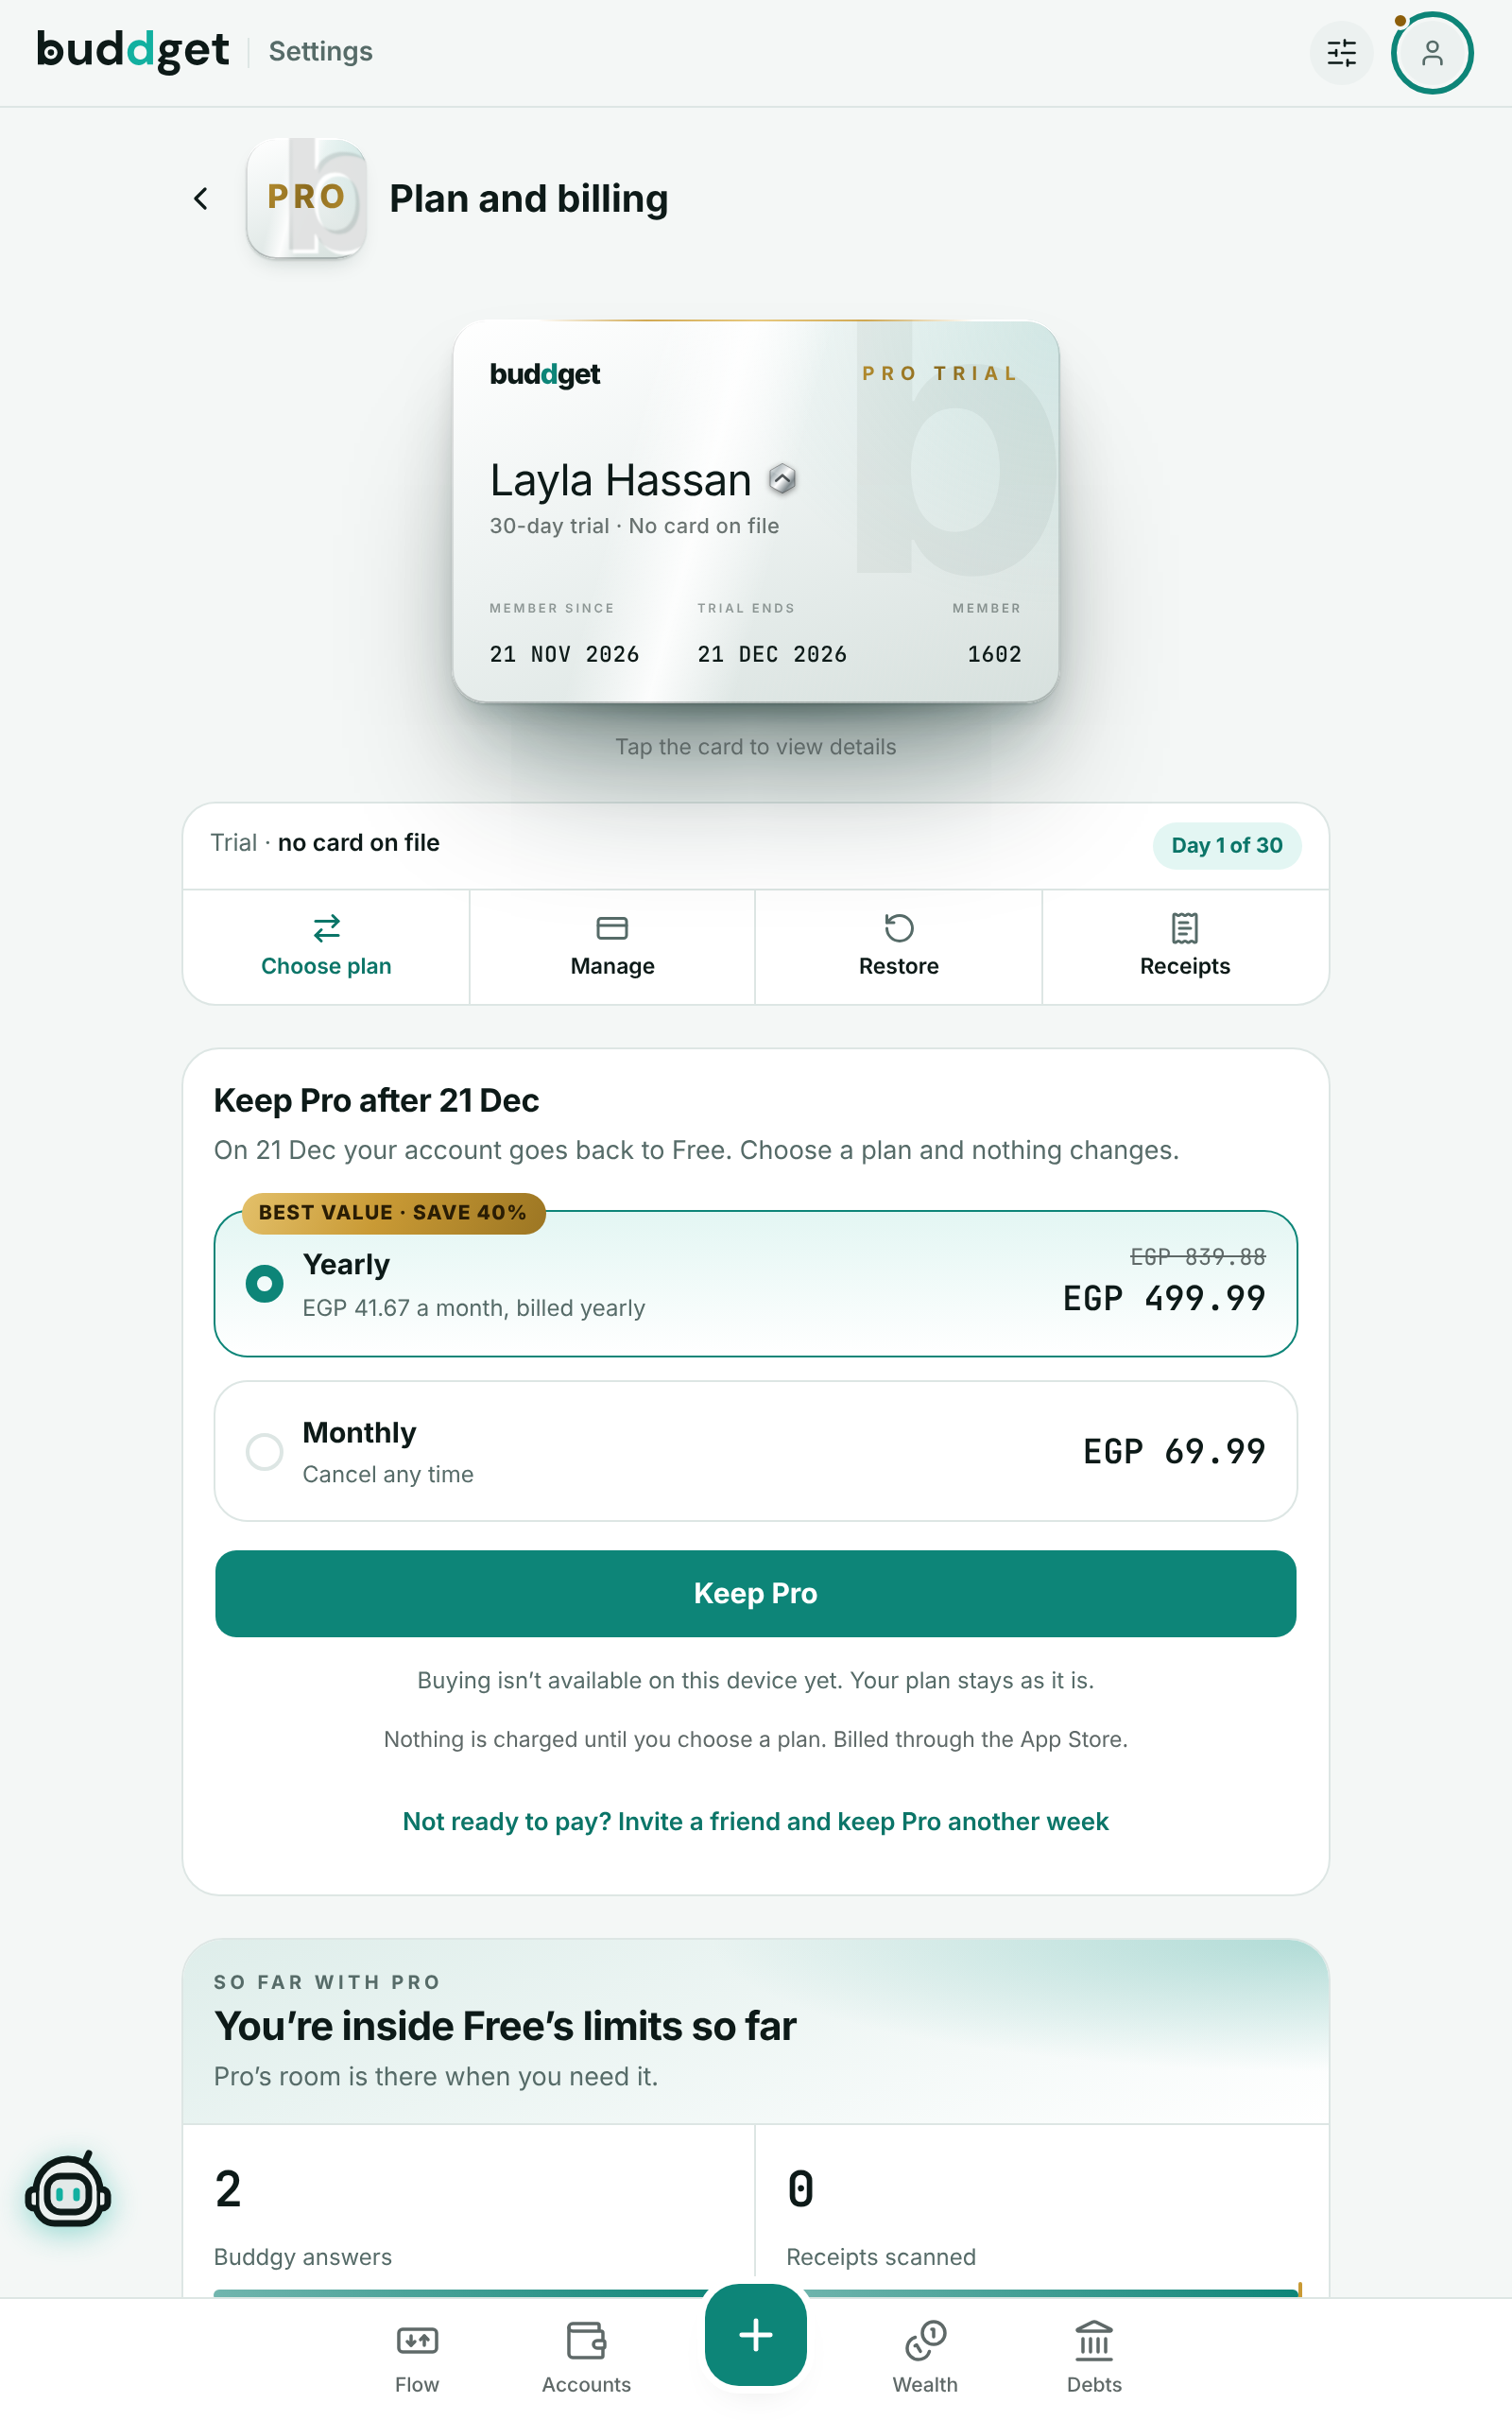 buddget
Settings
PRO
Plan and billing
buddget
PRO TRIAL
Layla Hassan
30-day trial · No card on file
MEMBER SINCE
TRIAL ENDS
MEMBER
21 NOV 2026
21 DEC 2026
1602
Tap the card to view details
Trial · no card on file
Day 1 of 30
Choose plan
Manage
Restore
Receipts
Keep Pro after 21 Dec
On 21 Dec your account goes back to Free. Choose a plan and nothing changes.
BEST VALUE · SAVE 40%
Yearly
EGP 839.88
EGP 41.67 a month, billed yearly
EGP 499.99
Monthly
Cancel any time
EGP 69.99
Keep Pro
Buying isn’t available on this device yet. Your plan stays as it is.
Nothing is charged until you choose a plan. Billed through the App Store.
Not ready to pay? Invite a friend and keep Pro another week
SO FAR WITH PRO
You’re inside Free’s limits so far
Pro’s room is there when you need it.
2
0
Buddgy answers
Receipts scanned
Flow
Accounts
Wealth
Debts